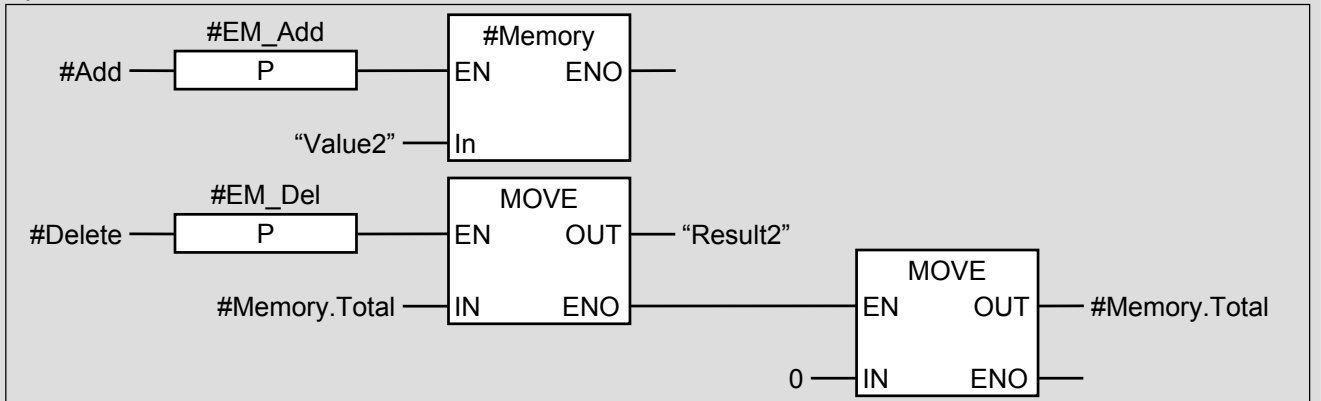 #EM_Add
#Memory
#Add
P
EN
ENO
“Value2”
In
#EM_Del
MOVE
#Delete
P
EN
OUT
“Result2”
MOVE
#Memory.Total
IN
ENO
EN
OUT
#Memory.Total
0
IN
ENO